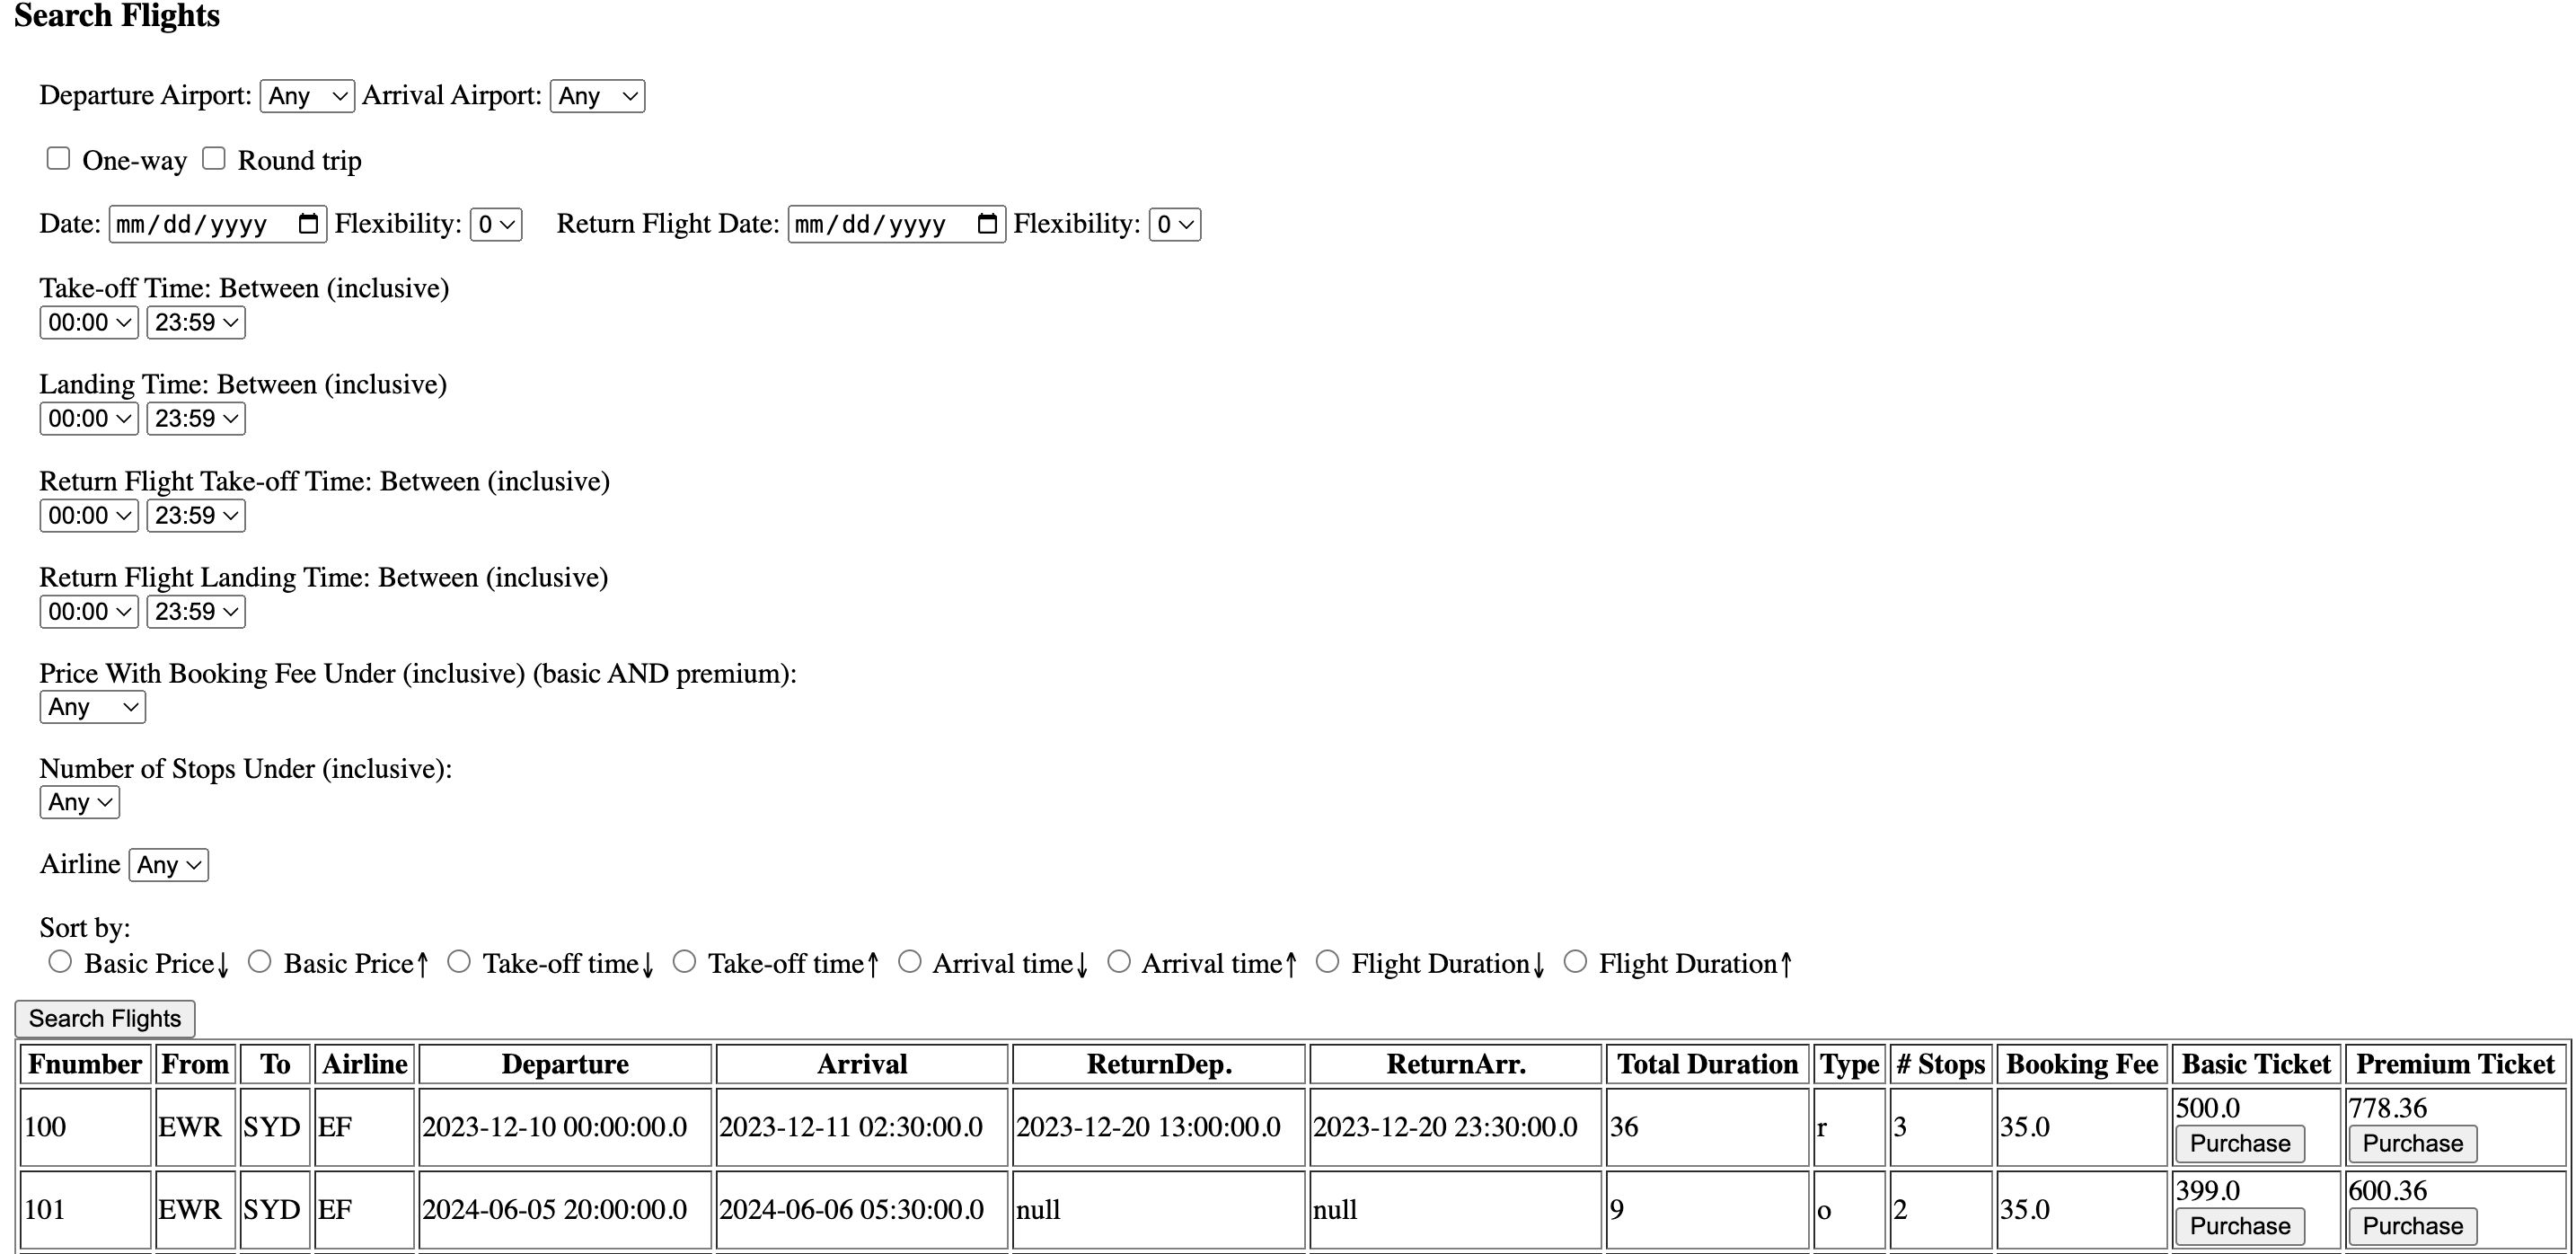 Search Flights
Departure Airport: Any Arrival Airport: Any
One-way Round trip
Date: mm/dd/yyyy Flexibility: 0 Return Flight Date: mm/dd/yyyy Flexibility: 0
Take-off Time: Between (inclusive)
00:00 23:59
Landing Time: Between (inclusive)
00:00 23:59
Return Flight Take-off Time: Between (inclusive)
00:00 23:59
Return Flight Landing Time: Between (inclusive)
00:00 23:59
Price With Booking Fee Under (inclusive) (basic AND premium):
Any
Number of Stops Under (inclusive):
Any
Airline Any
Sort by:
Basic Price↓ Basic Price↑ Take-off time↓ Take-off time↑ Arrival time↓ Arrival time↑ Flight Duration↓ Flight Duration↑
Search Flights
Fnumber From To Airline Departure Arrival ReturnDep. ReturnArr. Total Duration Type # Stops Booking Fee Basic Ticket Premium Ticket
100 EWR SYD EF 2023-12-10 00:00:00.0 2023-12-11 02:30:00.0 2023-12-20 13:00:00.0 2023-12-20 23:30:00.0 36 r 3 35.0 500.0 Purchase 778.36 Purchase
101 EWR SYD EF 2024-06-05 20:00:00.0 2024-06-06 05:30:00.0 null null 9 o 2 35.0 399.0 Purchase 600.36 Purchase